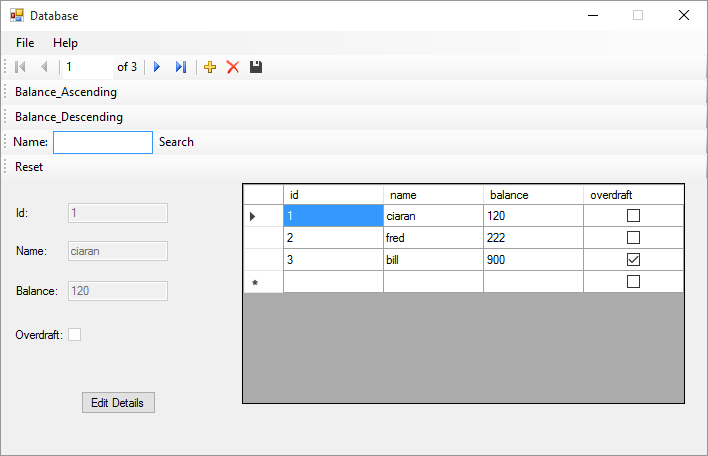 Database
File Help
1 of 3
Balance_Ascending
Balance_Descending
Name: Search
Reset
id name balance overdraft
1 ciaran 120
2 fred 222
3 bill 900
Id: 1
Name: ciaran
Balance: 120
Overdraft:
Edit Details